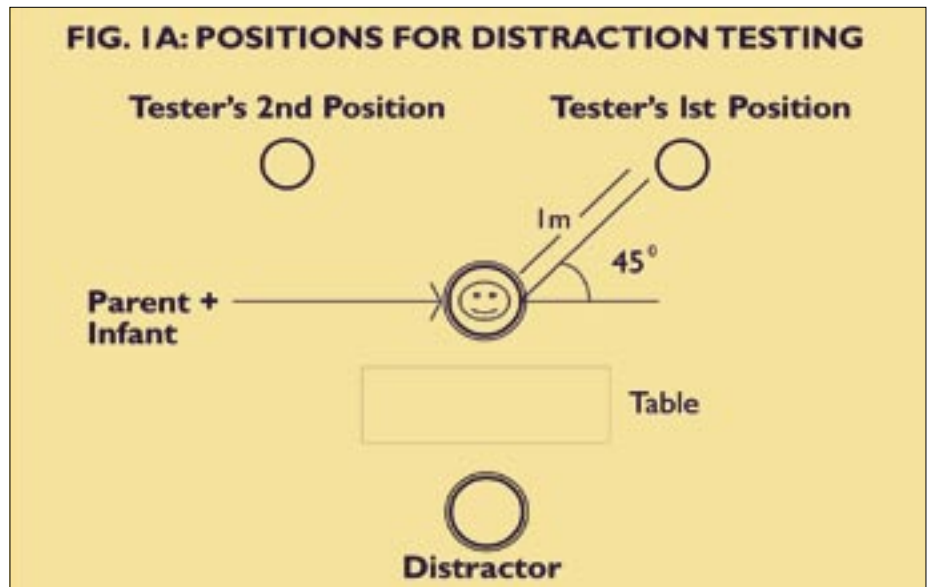 FIG. 1A: POSITIONS FOR DISTRACTION TESTING
Tester's 2nd Position
Tester's 1st Position
1m
45°
Parent +
Infant
Table
Distractor